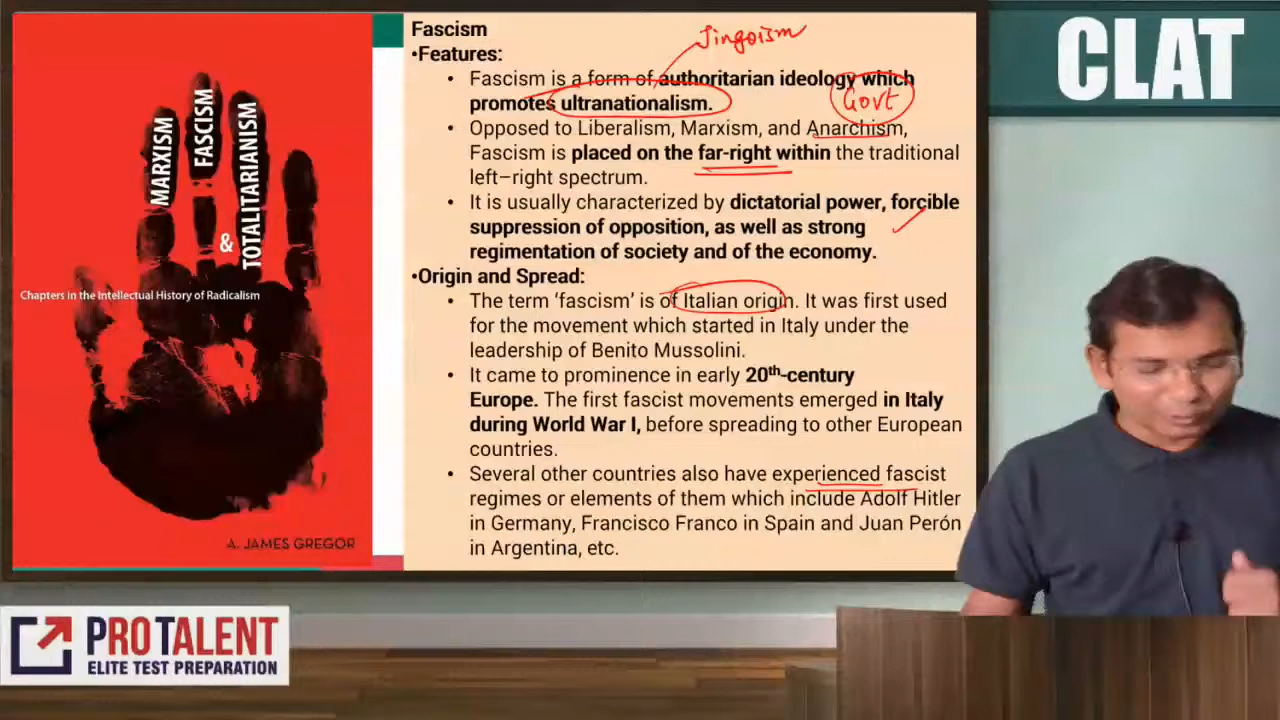 MARXISM
FASCISM
&
TOTALITARIANISM
Chapters in the Intellectual History of Radicalism
A. JAMES GREGOR
Fascism
•Features:
Jingoism
• Fascism is a form of authoritarian ideology which
promotes ultranationalism.
Govt
• Opposed to Liberalism, Marxism, and Anarchism,
Fascism is placed on the far-right within the traditional
left–right spectrum.
• It is usually characterized by dictatorial power, forcible
suppression of opposition, as well as strong
regimentation of society and of the economy.
•Origin and Spread:
• The term ‘fascism’ is of Italian origin. It was first used
for the movement which started in Italy under the
leadership of Benito Mussolini.
• It came to prominence in early 20th-century
Europe. The first fascist movements emerged in Italy
during World War I, before spreading to other European
countries.
• Several other countries also have experienced fascist
regimes or elements of them which include Adolf Hitler
in Germany, Francisco Franco in Spain and Juan Perón
in Argentina, etc.
CLAT
PROTALENT
ELITE TEST PREPARATION